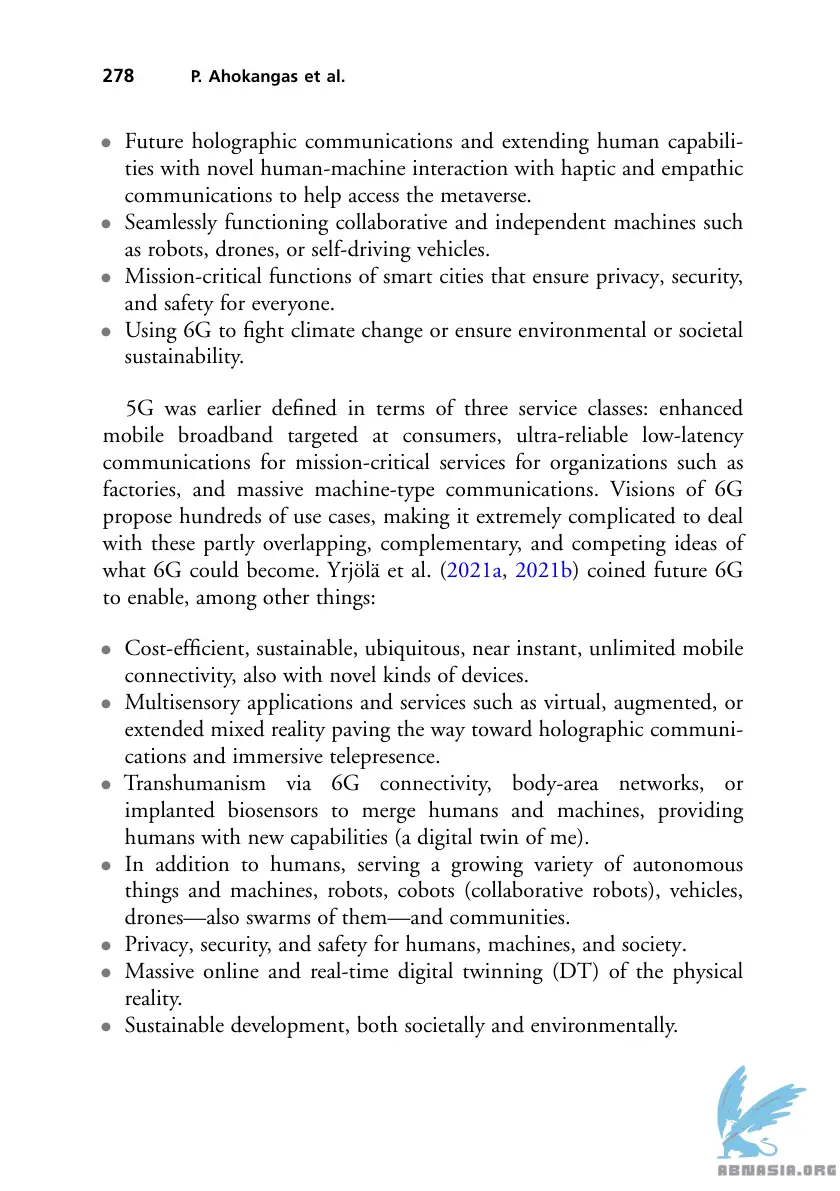 278 P. Ahokangas et al.
• Future holographic communications and extending human capabili-
ties with novel human-machine interaction with haptic and empathic
communications to help access the metaverse.
• Seamlessly functioning collaborative and independent machines such
as robots, drones, or self-driving vehicles.
• Mission-critical functions of smart cities that ensure privacy, security,
and safety for everyone.
• Using 6G to fight climate change or ensure environmental or societal
sustainability.
5G was earlier defined in terms of three service classes: enhanced
mobile broadband targeted at consumers, ultra-reliable low-latency
communications for mission-critical services for organizations such as
factories, and massive machine-type communications. Visions of 6G
propose hundreds of use cases, making it extremely complicated to deal
with these partly overlapping, complementary, and competing ideas of
what 6G could become. Yrjölä et al. (2021a, 2021b) coined future 6G
to enable, among other things:
• Cost-efficient, sustainable, ubiquitous, near instant, unlimited mobile
connectivity, also with novel kinds of devices.
• Multisensory applications and services such as virtual, augmented, or
extended mixed reality paving the way toward holographic communi-
cations and immersive telepresence.
• Transhumanism via 6G connectivity, body-area networks, or
implanted biosensors to merge humans and machines, providing
humans with new capabilities (a digital twin of me).
• In addition to humans, serving a growing variety of autonomous
things and machines, robots, cobots (collaborative robots), vehicles,
drones—also swarms of them—and communities.
• Privacy, security, and safety for humans, machines, and society.
• Massive online and real-time digital twinning (DT) of the physical
reality.
• Sustainable development, both societally and environmentally.
ABNASIA.ORG